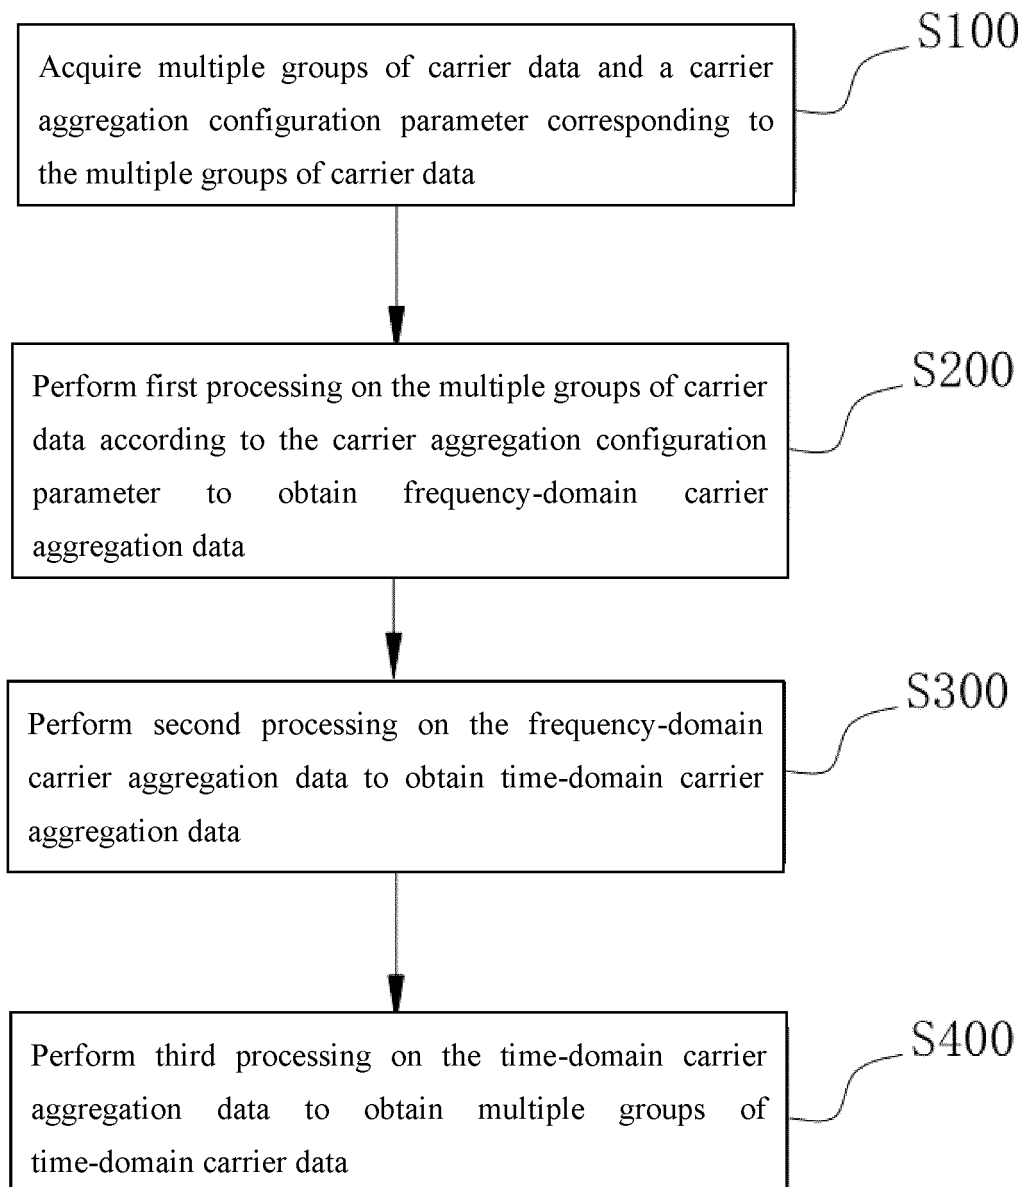 S100
Acquire multiple groups of carrier data and a carrier
aggregation configuration parameter corresponding to
the multiple groups of carrier data
S200
Perform first processing on the multiple groups of carrier
data according to the carrier aggregation configuration
parameter to obtain frequency-domain carrier
aggregation data
S300
Perform second processing on the frequency-domain
carrier aggregation data to obtain time-domain carrier
aggregation data
S400
Perform third processing on the time-domain carrier
aggregation data to obtain multiple groups of
time-domain carrier data